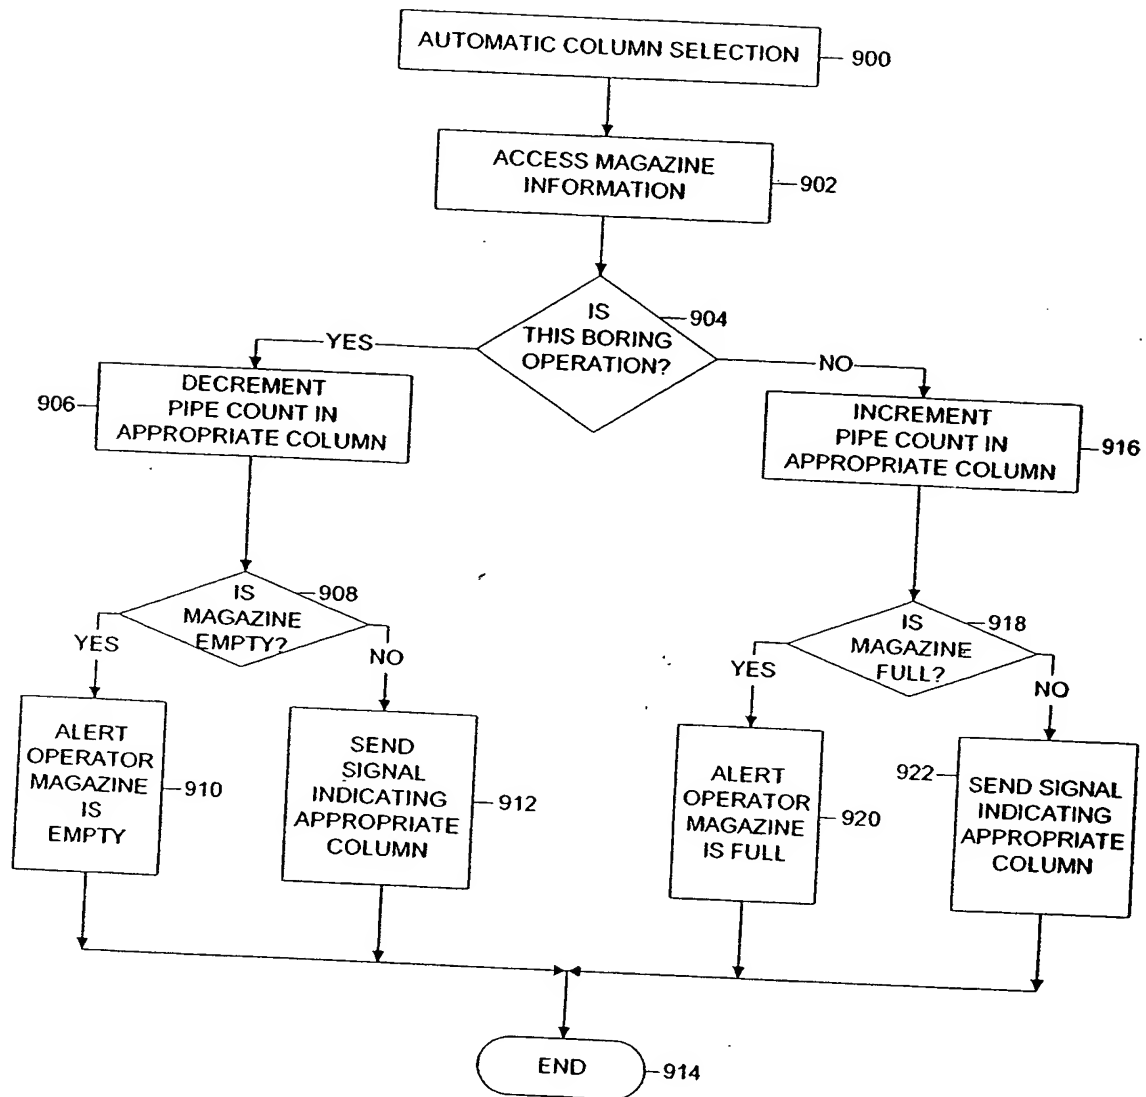 AUTOMATIC COLUMN SELECTION
900
ACCESS MAGAZINE
INFORMATION
902
IS
THIS BORING
OPERATION?
904
YES
NO
906
DECREMENT
PIPE COUNT IN
APPROPRIATE COLUMN
INCREMENT
PIPE COUNT IN
APPROPRIATE COLUMN
916
IS
MAGAZINE
EMPTY?
908
YES
NO
IS
MAGAZINE
FULL?
918
YES
NO
ALERT
OPERATOR
MAGAZINE
IS
EMPTY
910
SEND
SIGNAL
INDICATING
APPROPRIATE
COLUMN
912
ALERT
OPERATOR
MAGAZINE
IS FULL
920
922
SEND SIGNAL
INDICATING
APPROPRIATE
COLUMN
END
914